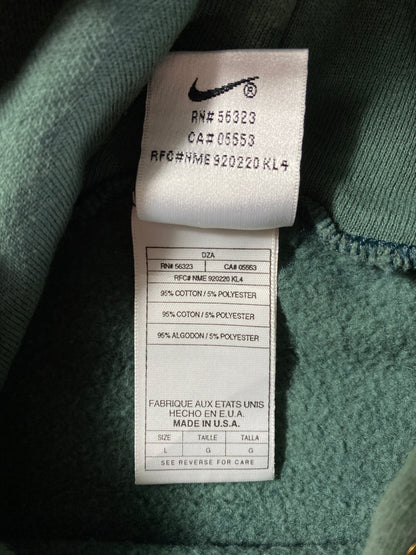 ®
RN# 56323
CA# 05553
RFC#NME 920220 KL4
DZA
RN# 56323 CA# 05553
RFC# NME 920220 KL4
95% COTTON / 5% POLYESTER
95% COTON / 5% POLYESTER
95% ALGODON / 5% POLYESTER
FABRIQUE AUX ETATS UNIS
HECHO EN E.U.A.
MADE IN U.S.A.
SIZE TAILLE TALLA
L G G
SEE REVERSE FOR CARE